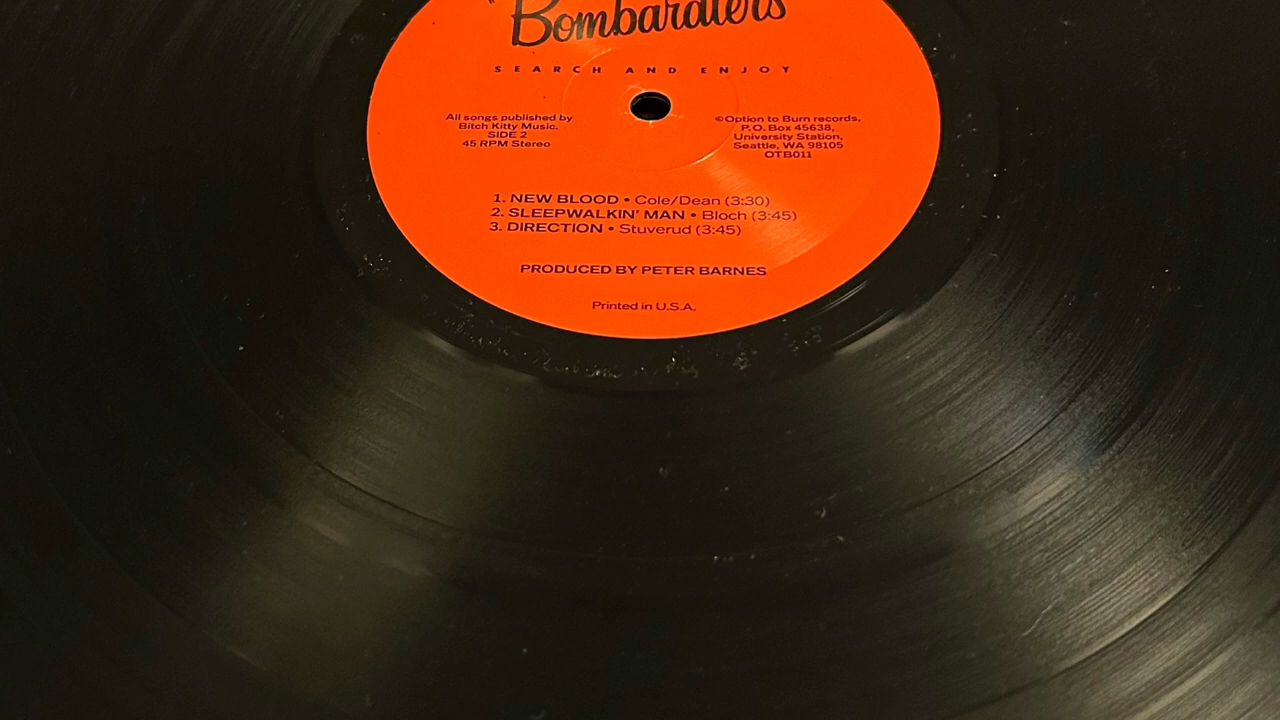 Bombardiers
SEARCH AND ENJOY
All songs published by
Bitch Kitty Music.
SIDE 2
45 RPM Stereo
©Option to Burn records,
P.O. Box 45638,
University Station,
Seattle, WA 98105
OTB011
1. NEW BLOOD • Cole/Dean (3:30)
2. SLEEPWALKIN' MAN • Bloch (3:45)
3. DIRECTION • Stuverud (3:45)
PRODUCED BY PETER BARNES
Printed in U.S.A.